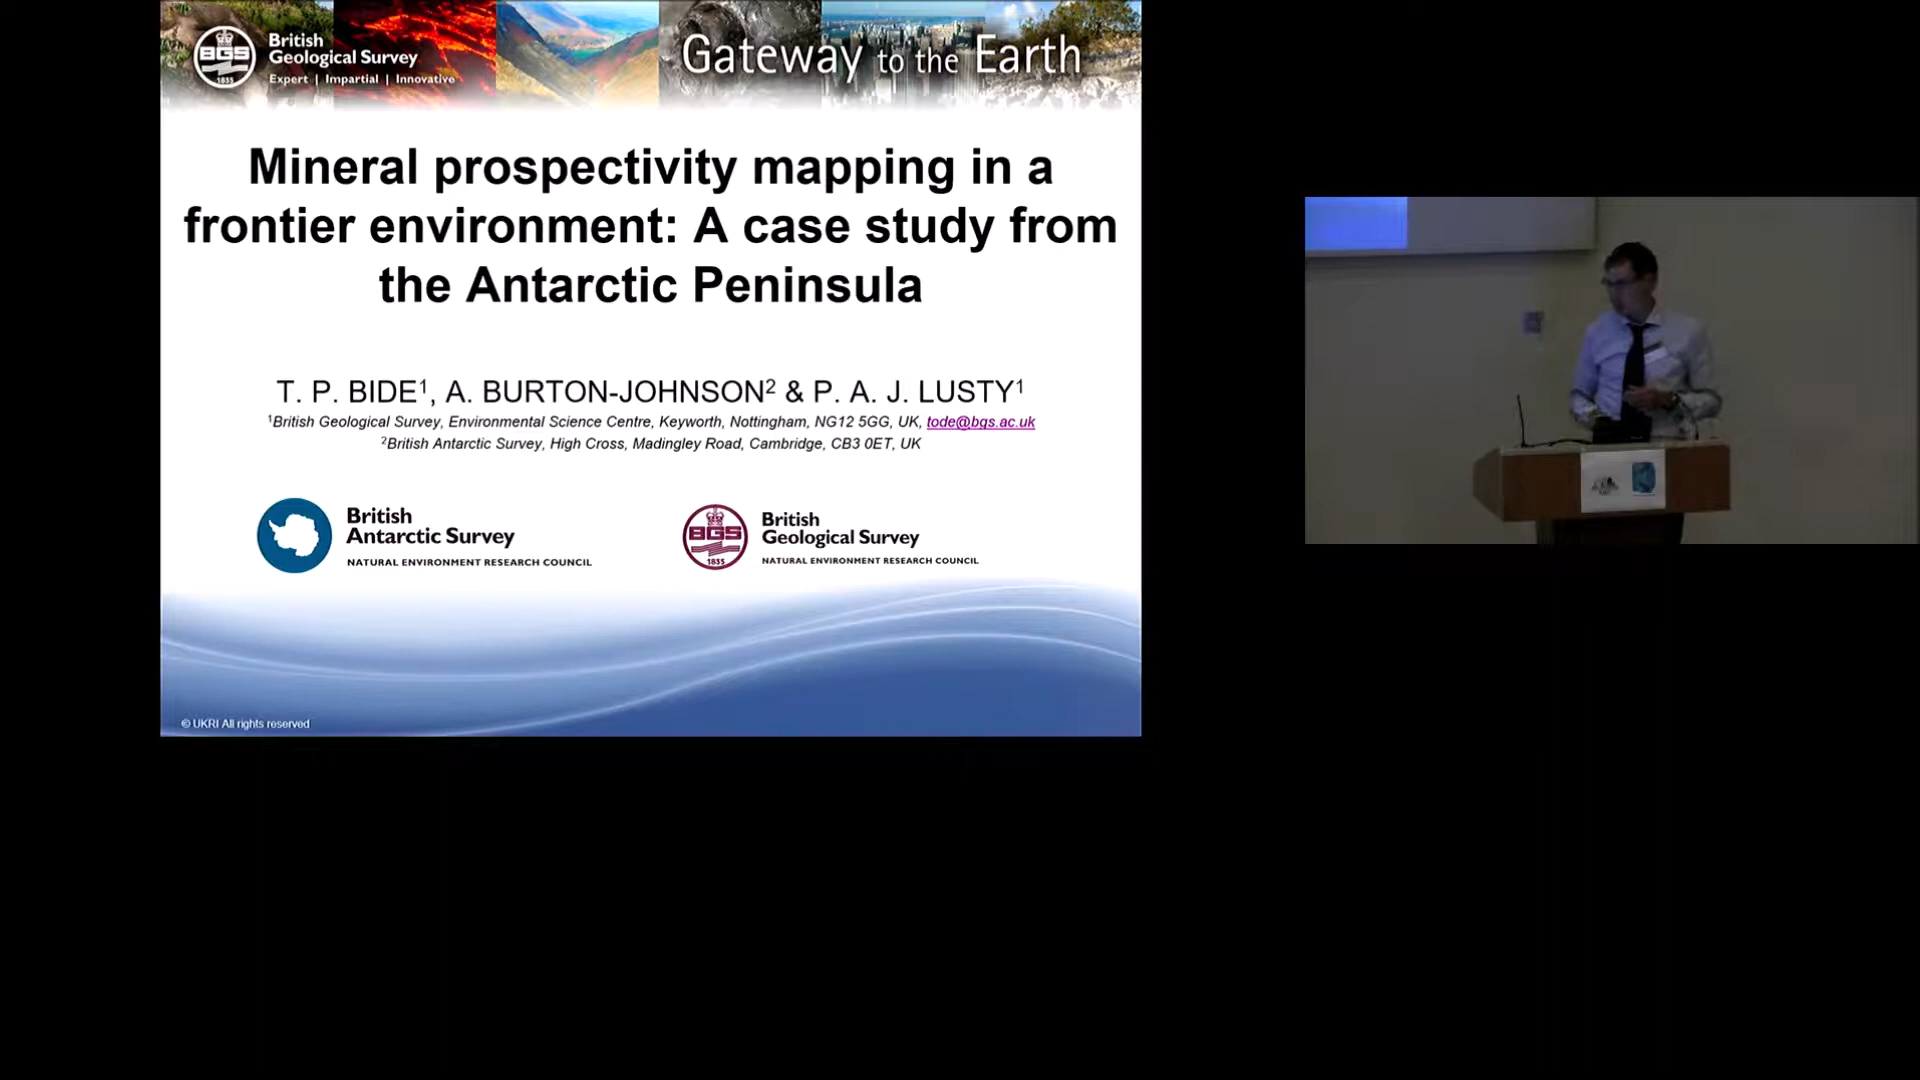 BGS
1835
British
Geological Survey
Expert | Impartial | Innovative
Gateway to the Earth
Mineral prospectivity mapping in a
frontier environment: A case study from
the Antarctic Peninsula
T. P. BIDE1, A. BURTON-JOHNSON2 & P. A. J. LUSTY1
1British Geological Survey, Environmental Science Centre, Keyworth, Nottingham, NG12 5GG, UK, tode@bgs.ac.uk
2British Antarctic Survey, High Cross, Madingley Road, Cambridge, CB3 0ET, UK
British
Antarctic Survey
NATURAL ENVIRONMENT RESEARCH COUNCIL
BGS
1835
British
Geological Survey
NATURAL ENVIRONMENT RESEARCH COUNCIL
© UKRI All rights reserved